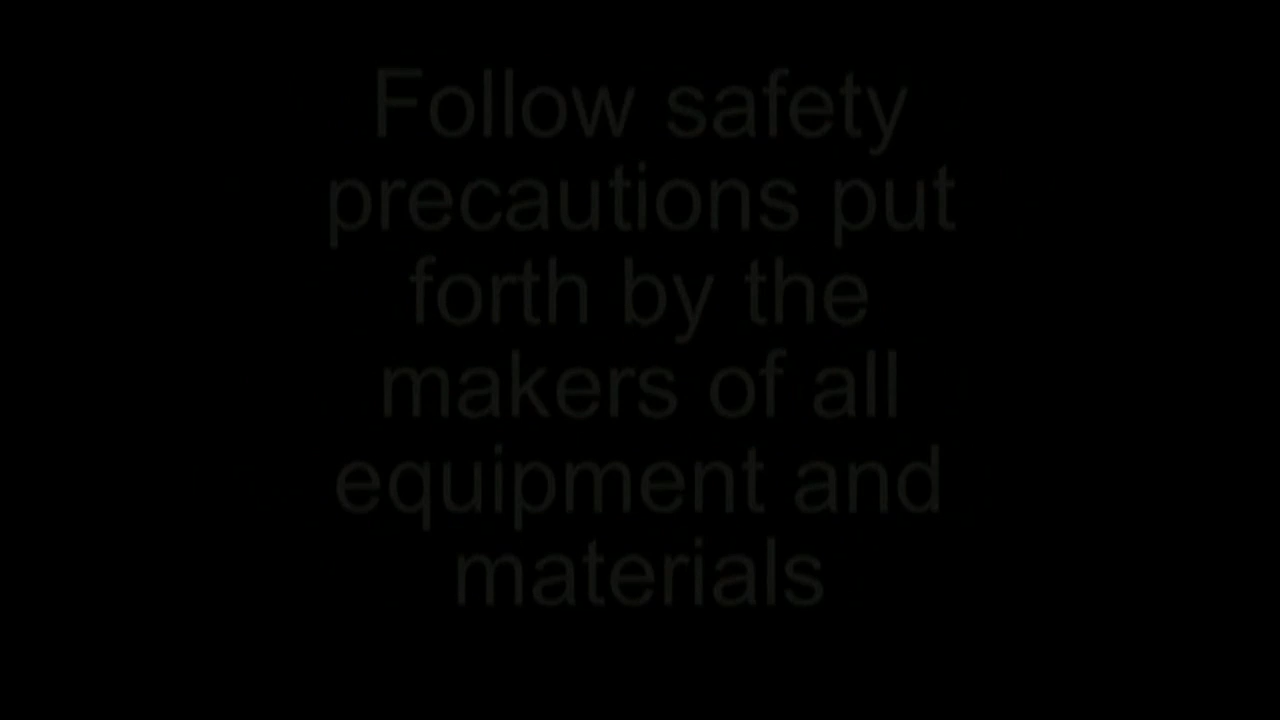 Follow safety
precautions put
forth by the
makers of all
equipment and
materials